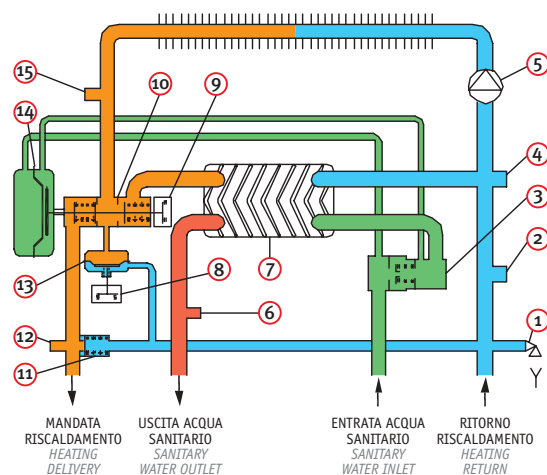 15
14
10
9
5
4
3
2
13
8
7
6
1
12
11
MANDATA
RISCALDAMENTO
HEATING
DELIVERY
USCITA ACQUA
SANITARIO
SANITARY
WATER OUTLET
ENTRATA ACQUA
SANITARIO
SANITARY
WATER INLET
RITORNO
RISCALDAMENTO
HEATING
RETURN